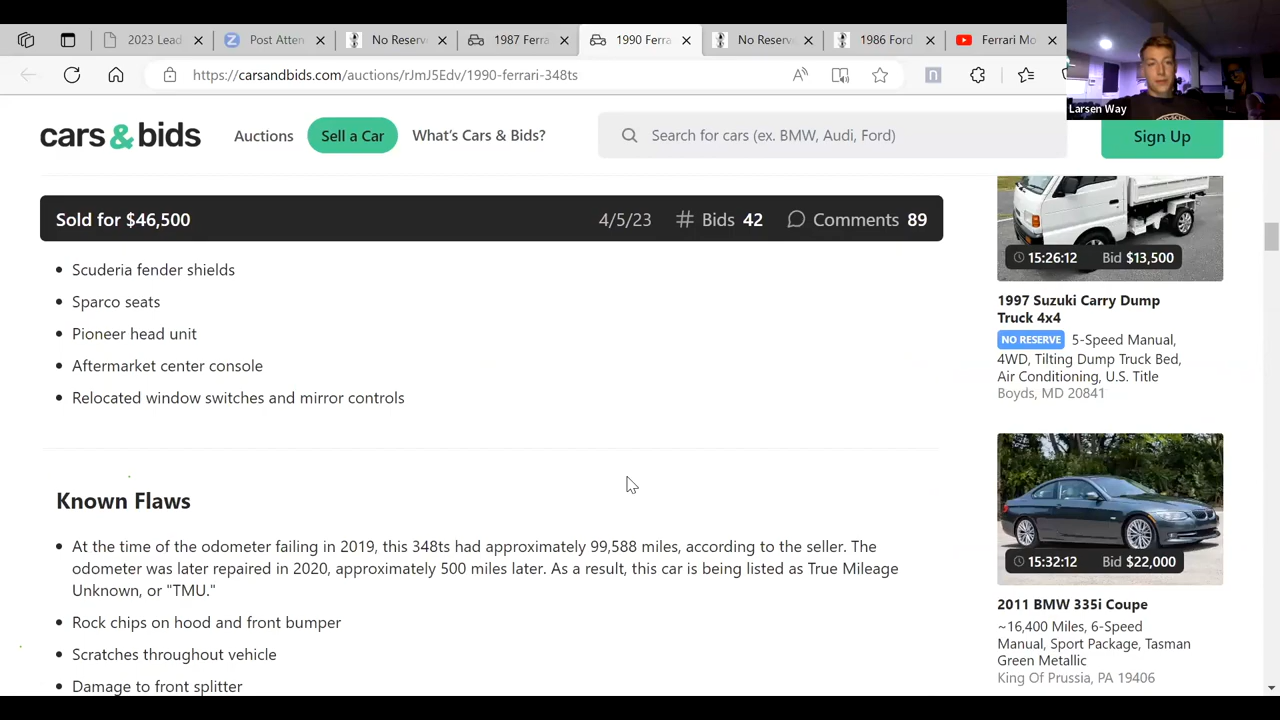 2023 Lead
Post Atten
No Reserv
1987 Ferra
1990 Ferra
No Reserv
1986 Ford
Ferrari Mo
https://carsandbids.com/auctions/rJmJ5Edv/1990-ferrari-348ts
Larsen Way
cars & bids
Auctions
Sell a Car
What's Cars & Bids?
Search for cars (ex. BMW, Audi, Ford)
Sign Up
Sold for $46,500
4/5/23
# Bids 42
Comments 89
• Scuderia fender shields
• Sparco seats
• Pioneer head unit
• Aftermarket center console
• Relocated window switches and mirror controls
Known Flaws
• At the time of the odometer failing in 2019, this 348ts had approximately 99,588 miles, according to the seller. The
odometer was later repaired in 2020, approximately 500 miles later. As a result, this car is being listed as True Mileage
Unknown, or "TMU."
• Rock chips on hood and front bumper
• Scratches throughout vehicle
• Damage to front splitter
15:26:12 Bid $13,500
1997 Suzuki Carry Dump
Truck 4x4
NO RESERVE 5-Speed Manual,
4WD, Tilting Dump Truck Bed,
Air Conditioning, U.S. Title
Boyds, MD 20841
15:32:12 Bid $22,000
2011 BMW 335i Coupe
~16,400 Miles, 6-Speed
Manual, Sport Package, Tasman
Green Metallic
King Of Prussia, PA 19406